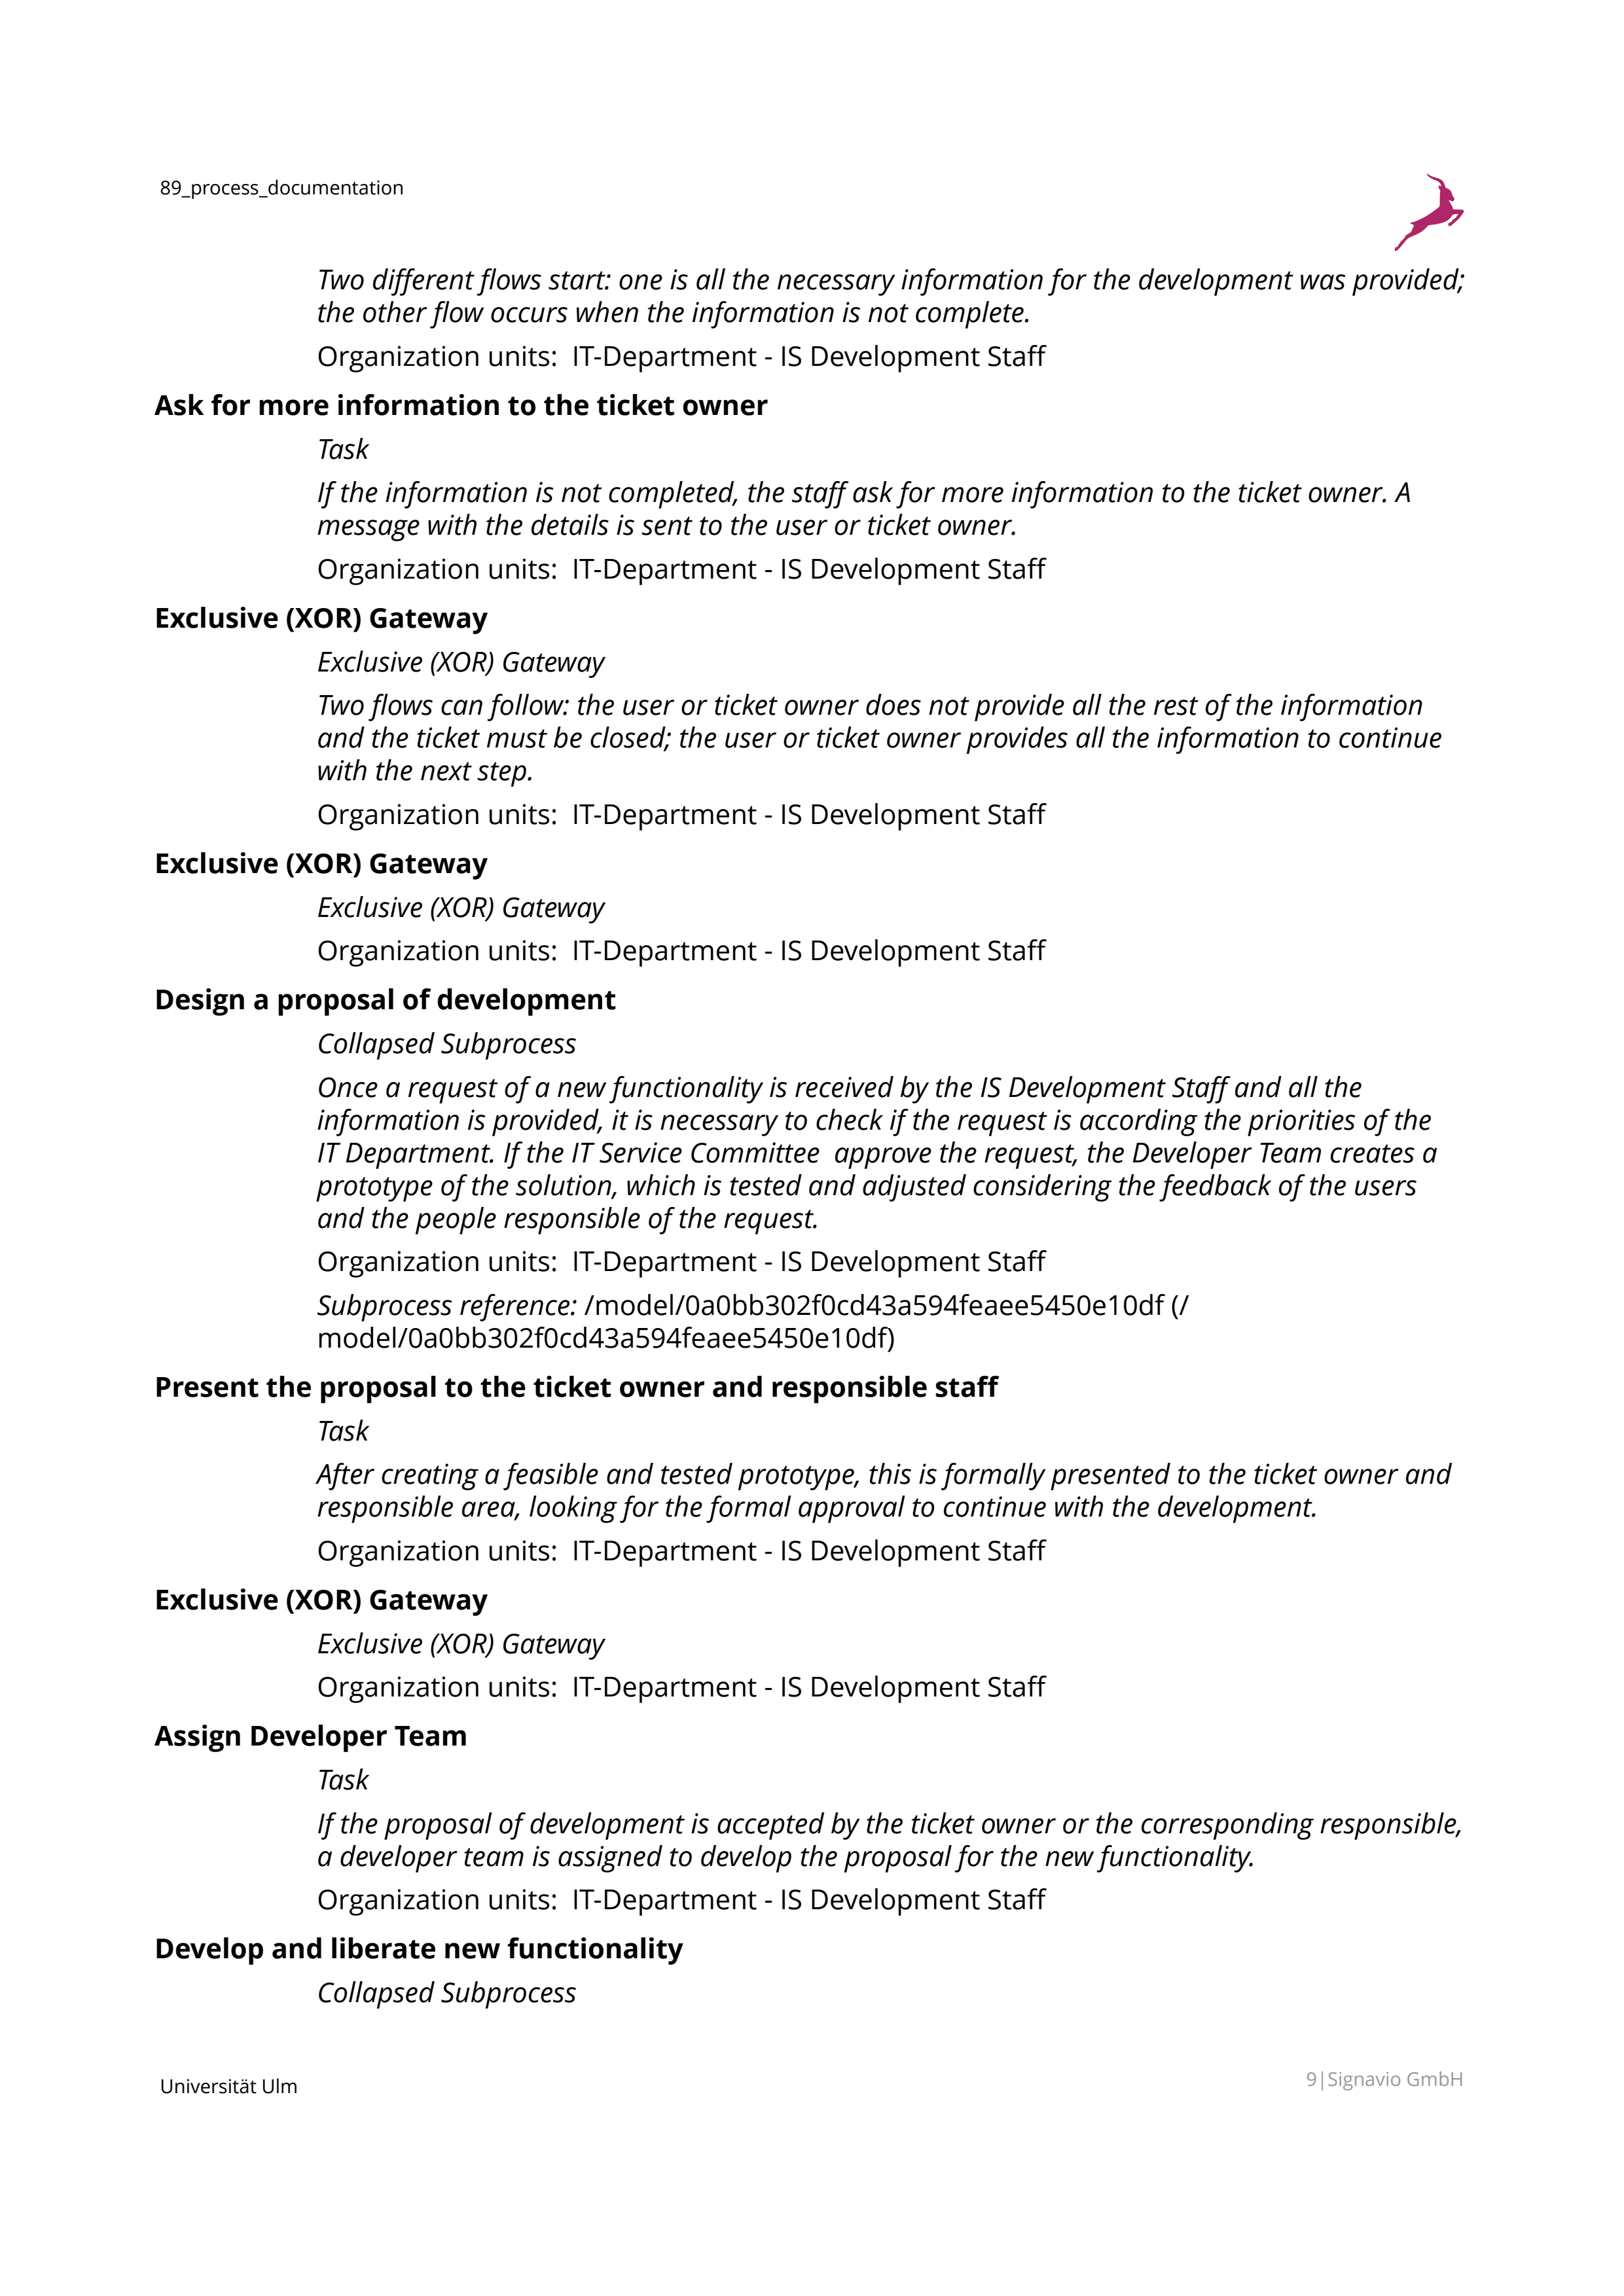 89_process_documentation
Two different flows start: one is all the necessary information for the development was provided;
the other flow occurs when the information is not complete.
Organization units:  IT-Department - IS Development Staff
Ask for more information to the ticket owner
Task
If the information is not completed, the staff ask for more information to the ticket owner. A
message with the details is sent to the user or ticket owner.
Organization units:  IT-Department - IS Development Staff
Exclusive (XOR) Gateway
Exclusive (XOR) Gateway
Two flows can follow: the user or ticket owner does not provide all the rest of the information
and the ticket must be closed; the user or ticket owner provides all the information to continue
with the next step.
Organization units:  IT-Department - IS Development Staff
Exclusive (XOR) Gateway
Exclusive (XOR) Gateway
Organization units:  IT-Department - IS Development Staff
Design a proposal of development
Collapsed Subprocess
Once a request of a new functionality is received by the IS Development Staff and all the
information is provided, it is necessary to check if the request is according the priorities of the
IT Department. If the IT Service Committee  approve the request, the Developer Team creates a
prototype of the solution, which is tested and adjusted considering the feedback of the users
and the people responsible of the request.
Organization units:  IT-Department - IS Development Staff
Subprocess reference: /model/0a0bb302f0cd43a594feaee5450e10df (/
model/0a0bb302f0cd43a594feaee5450e10df)
Present the proposal to the ticket owner and responsible staff
Task
After creating a feasible and tested prototype, this is formally presented to the ticket owner and
responsible area, looking for the formal approval to continue with the development.
Organization units:  IT-Department - IS Development Staff
Exclusive (XOR) Gateway
Exclusive (XOR) Gateway
Organization units:  IT-Department - IS Development Staff
Assign Developer Team
Task
If the proposal of development is accepted by the ticket owner or the corresponding responsible,
a developer team is assigned to develop the proposal for the new functionality.
Organization units:  IT-Department - IS Development Staff
Develop and liberate new functionality
Collapsed Subprocess
Universität Ulm
9|Signavio GmbH